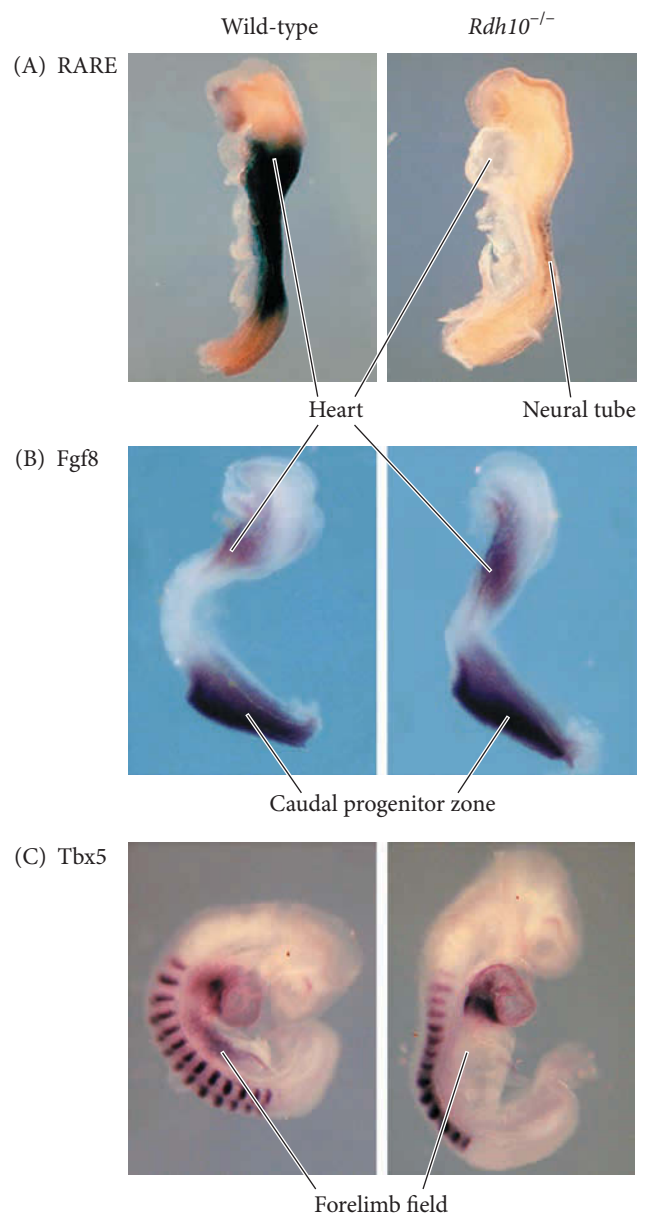 Wild-type Rdh10−/−
(A) RARE
Heart Neural tube
(B) Fgf8
Caudal progenitor zone
(C) Tbx5
Forelimb field